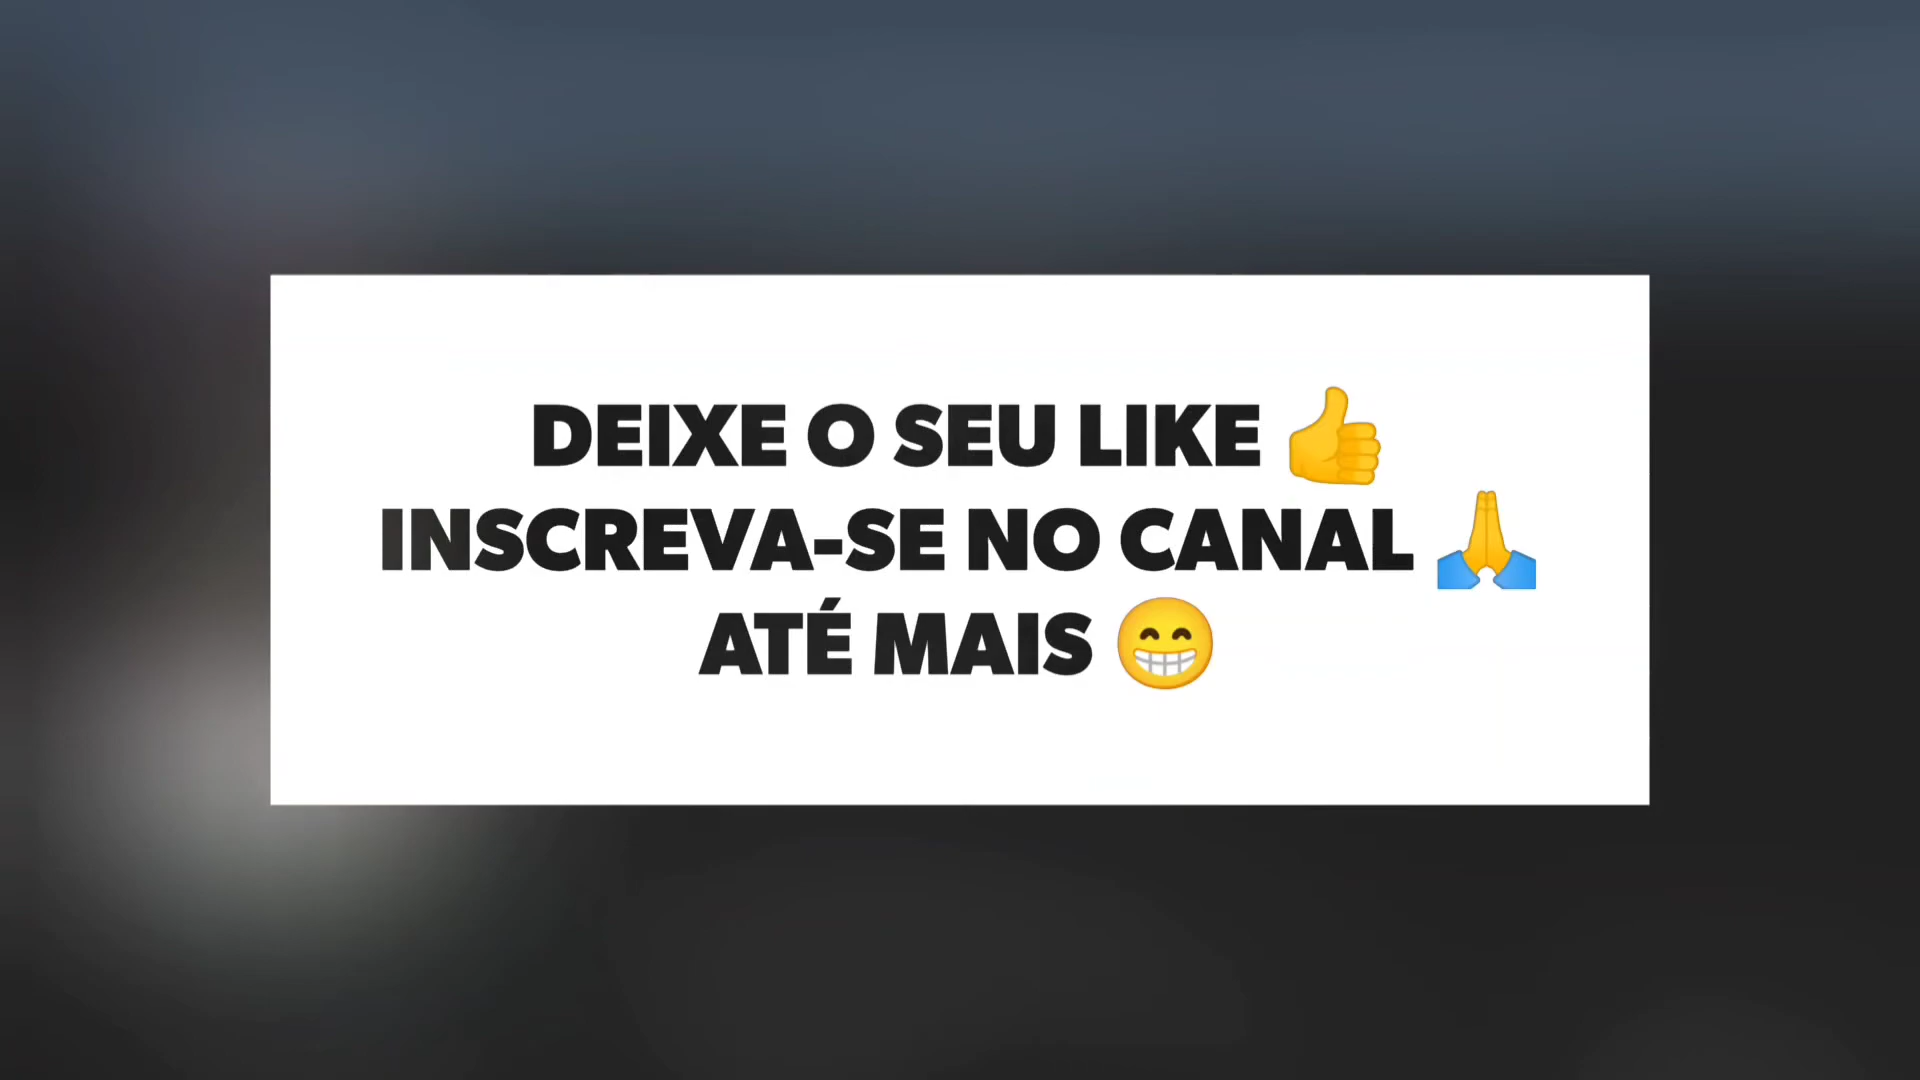 DEIXE O SEU LIKE 👍
INSCREVA-SE NO CANAL 🙏
ATÉ MAIS 😁